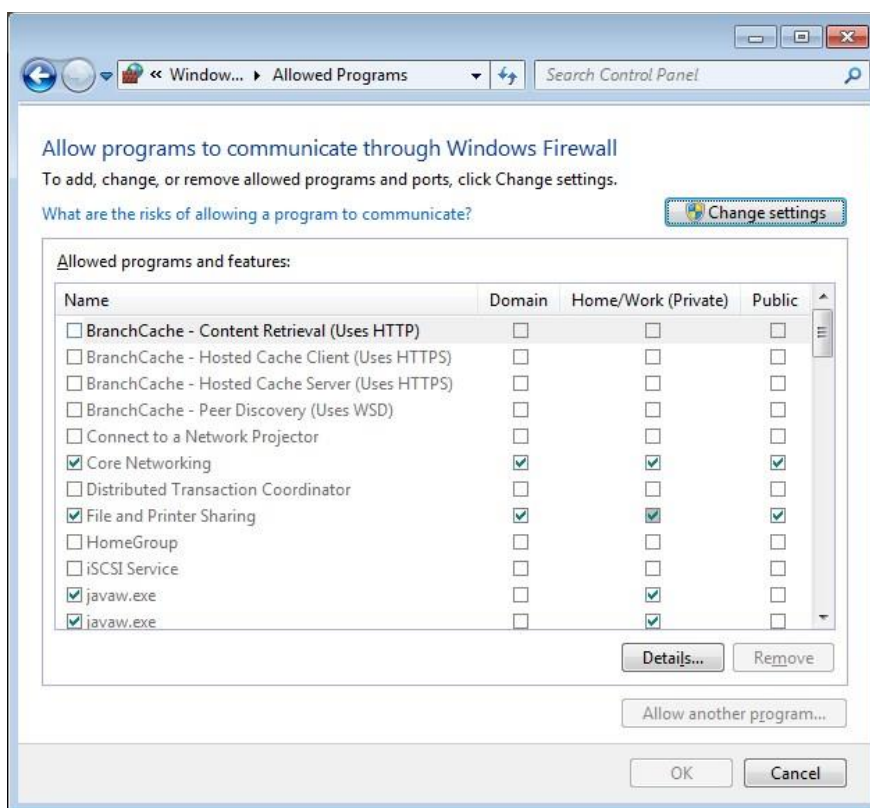 « Window... Allowed Programs
Search Control Panel
Allow programs to communicate through Windows Firewall
To add, change, or remove allowed programs and ports, click Change settings.
What are the risks of allowing a program to communicate?
Change settings
Allowed programs and features:
Name Domain Home/Work (Private) Public
BranchCache - Content Retrieval (Uses HTTP)
BranchCache - Hosted Cache Client (Uses HTTPS)
BranchCache - Hosted Cache Server (Uses HTTPS)
BranchCache - Peer Discovery (Uses WSD)
Connect to a Network Projector
Core Networking
Distributed Transaction Coordinator
File and Printer Sharing
HomeGroup
iSCSI Service
javaw.exe
javaw.exe
Details... Remove
Allow another program...
OK Cancel